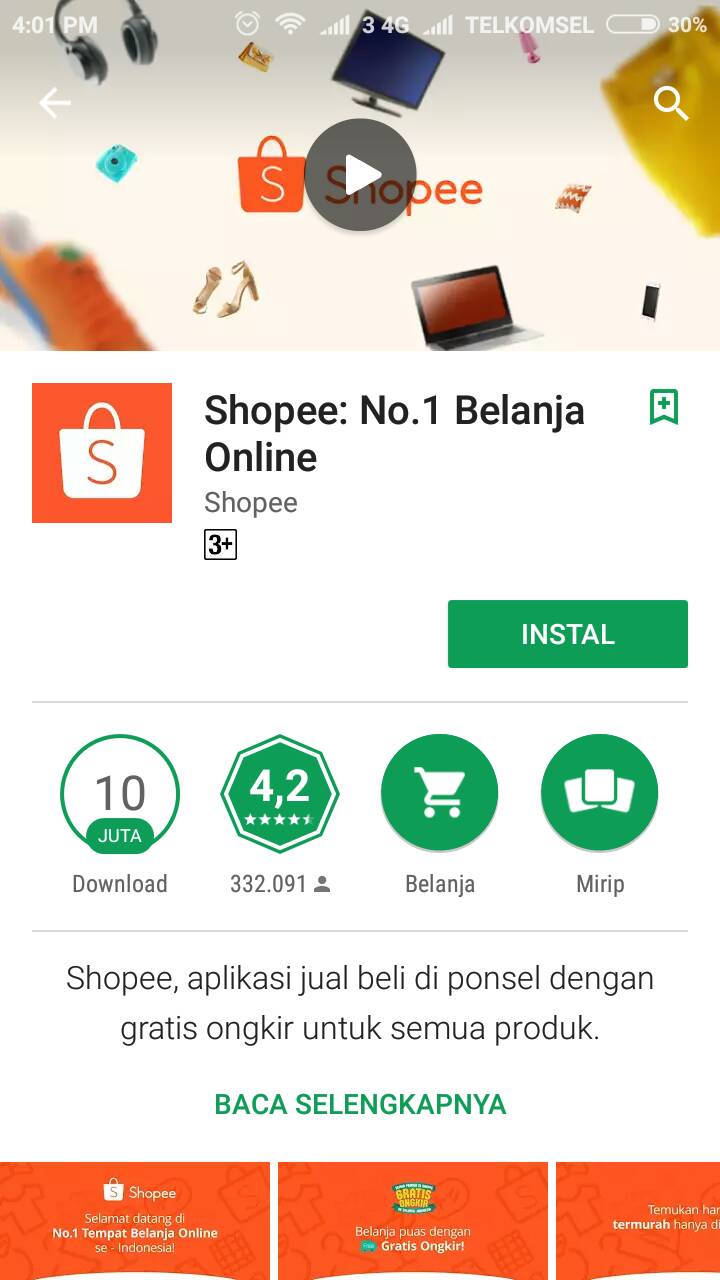 4:01 PM
3 4G
TELKOMSEL
30%
S Shopee
S
Shopee: No.1 Belanja
Online
Shopee
3+
INSTAL
10
JUTA
Download
4,2
332.091
Belanja
Mirip
Shopee, aplikasi jual beli di ponsel dengan
gratis ongkir untuk semua produk.
BACA SELENGKAPNYA
S Shopee
Selamat datang di
No.1 Tempat Belanja Online
se - Indonesia!
GRATIS
ONGKIR
Belanja puas dengan
Gratis Ongkir!
Temukan har
termurah hanya di